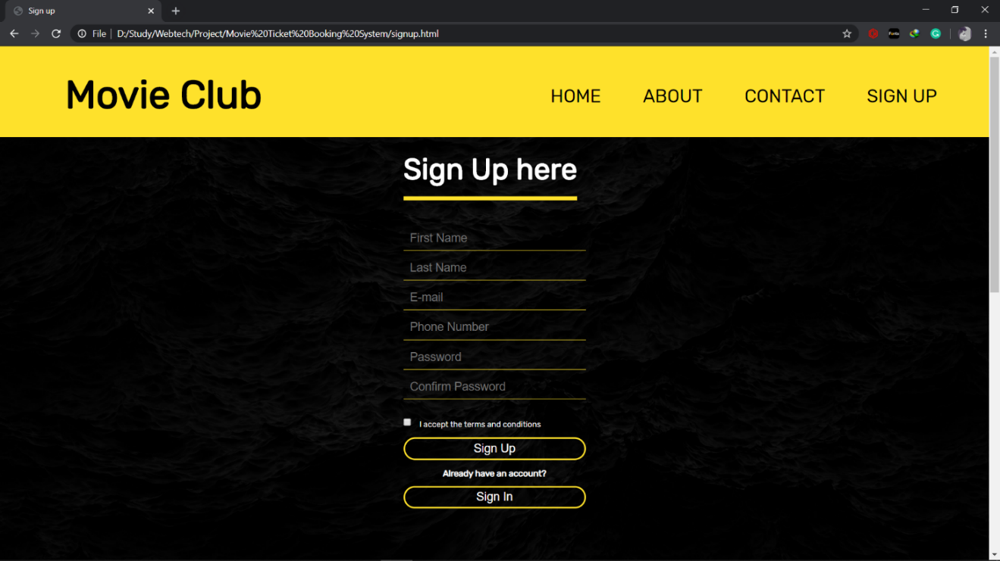 Sign up
File | D:/Study/Webtech/Project/Movie%20Ticket%20Booking%20System/signup.html
Movie Club HOME ABOUT CONTACT SIGN UP
Sign Up here
First Name
Last Name
E-mail
Phone Number
Password
Confirm Password
I accept the terms and conditions
Sign Up
Already have an account?
Sign In